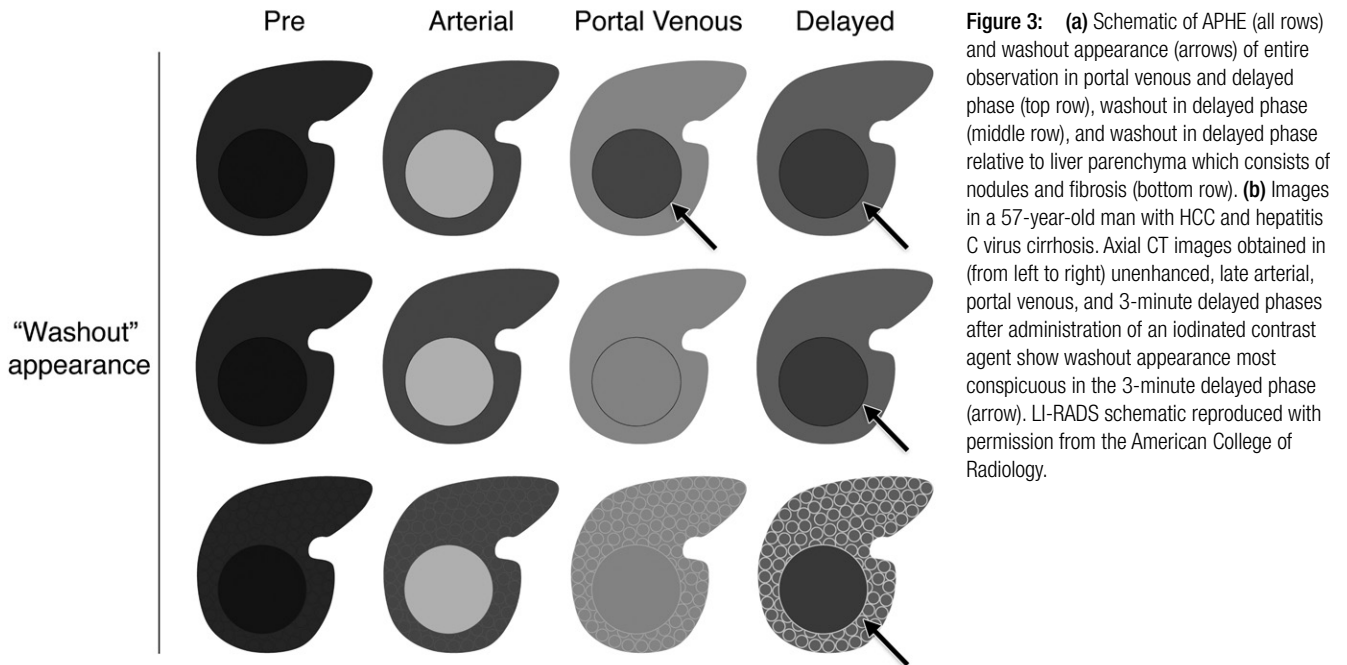 Pre Arterial Portal Venous Delayed
“Washout”
appearance
Figure 3: (a) Schematic of APHE (all rows)
and washout appearance (arrows) of entire
observation in portal venous and delayed
phase (top row), washout in delayed phase
(middle row), and washout in delayed phase
relative to liver parenchyma which consists of
nodules and fibrosis (bottom row). (b) Images
in a 57-year-old man with HCC and hepatitis
C virus cirrhosis. Axial CT images obtained in
(from left to right) unenhanced, late arterial,
portal venous, and 3-minute delayed phases
after administration of an iodinated contrast
agent show washout appearance most
conspicuous in the 3-minute delayed phase
(arrow). LI-RADS schematic reproduced with
permission from the American College of
Radiology.